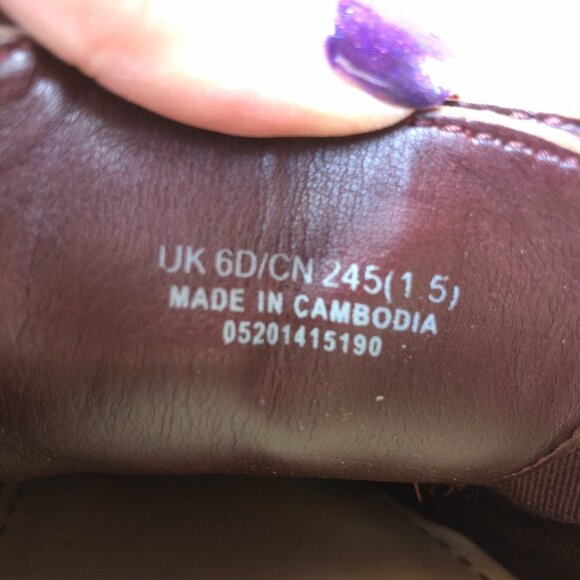 UK 6D/CN 245(1.5)
MADE IN CAMBODIA
05201415190